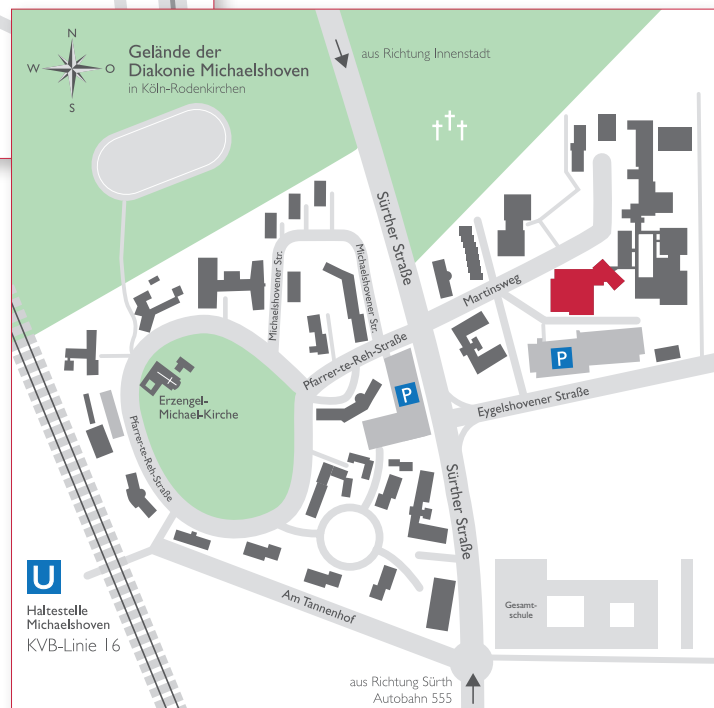 N
W
O
S
Gelände der
Diakonie Michaelshoven
in Köln-Rodenkirchen
aus Richtung Innenstadt
Sürther Straße
Michaelshovener Str.
Michaelshovener Str.
Martinsweg
Pfarrer-te-Reh-Straße
P
P
Eygelshovener Straße
Erzengel-
Michael-Kirche
Pfarrer-te-Reh-Straße
Sürther Straße
U
Haltestelle
Michaelshoven
KVB-Linie 16
Am Tannenhof
Gesamt-
schule
aus Richtung Sürth
Autobahn 555